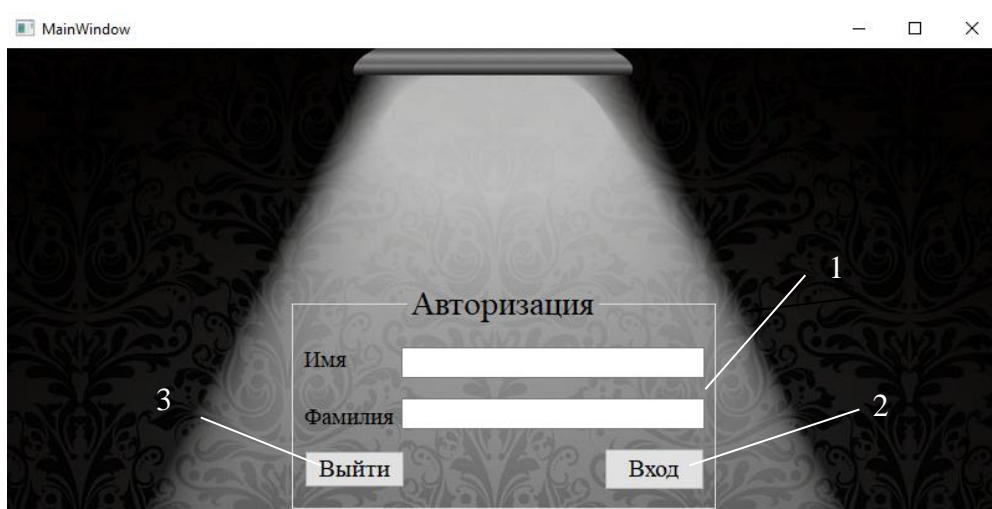 MainWindow
1
Авторизация
Имя
3
2
Фамилия
Выйти
Вход